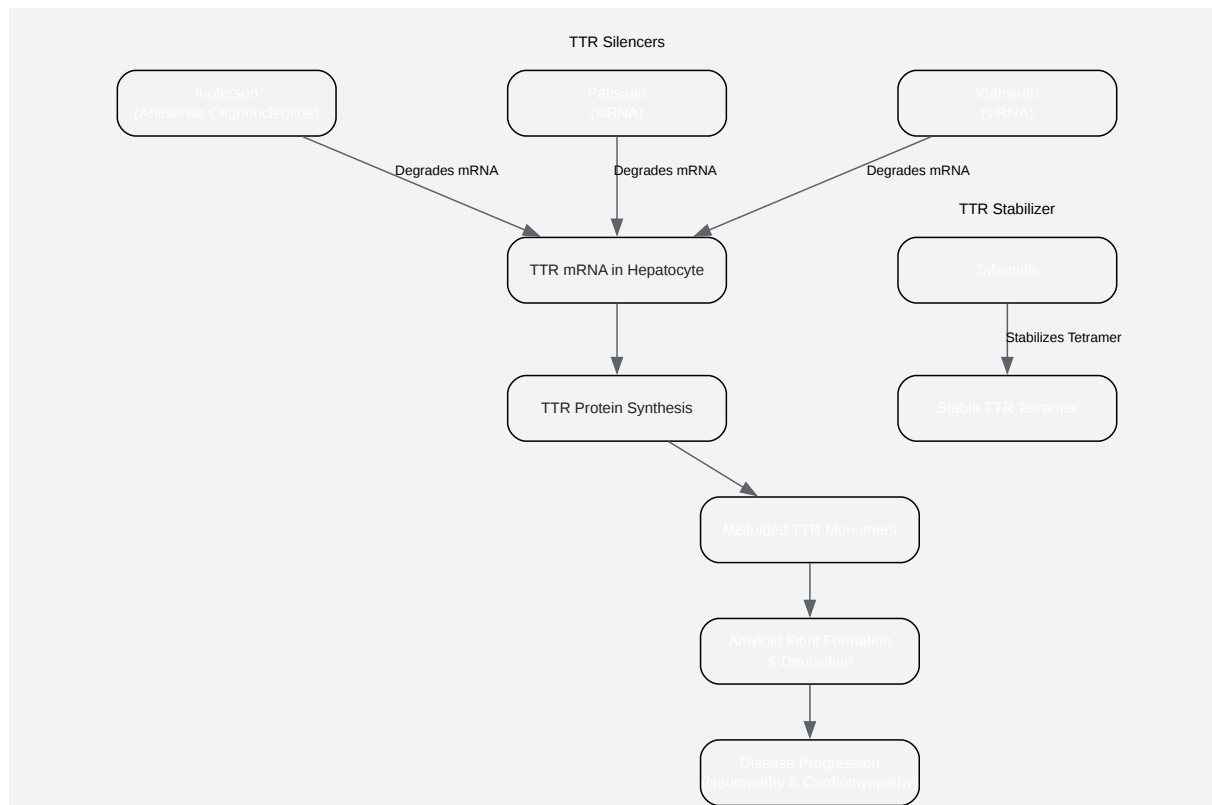 TTR Silencers
Inotersen
(Antisense Oligonucleotide)
Patisiran
(siRNA)
Vutrisiran
(siRNA)
Degrades mRNA
Degrades mRNA
Degrades mRNA
TTR Stabilizer
TTR mRNA in Hepatocyte
Tafamidis
Stabilizes Tetramer
TTR Protein Synthesis
Stable TTR Tetramer
Misfolded TTR Monomers
Amyloid Fibril Formation
& Deposition
Disease Progression
(Neuropathy & Cardiomyopathy)